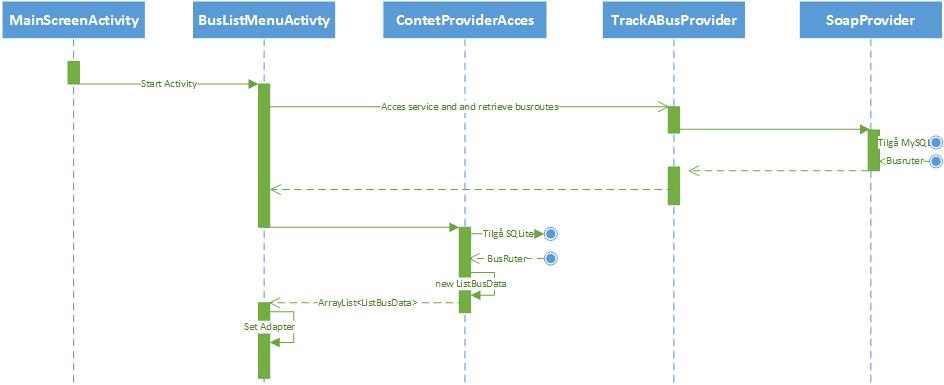 MainScreenActivity
BusListMenuActivty
ContetProviderAcces
TrackABusProvider
SoapProvider
Start Activity
Acces service and and retrieve busroutes
Tilgå MySQL
Busruter
Tilgå SQLite
BusRuter
new ListBusData
ArrayList<ListBusData>
Set Adapter